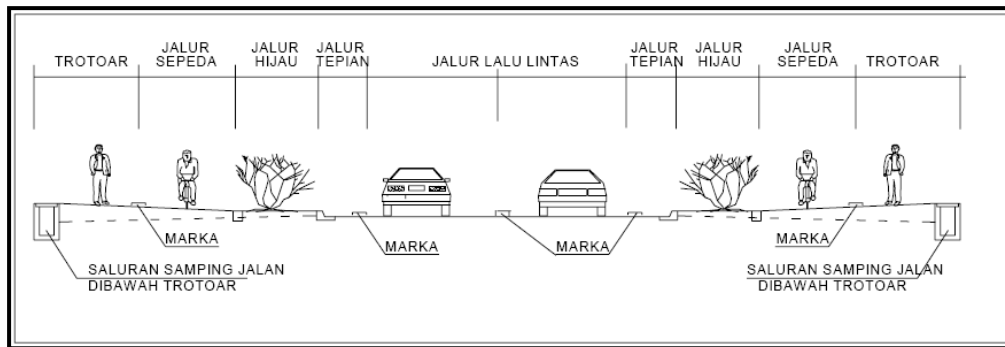 TROTOAR
JALUR
SEPEDA
JALUR
HIJAU
JALUR
TEPIAN
JALUR LALU LINTAS
JALUR
TEPIAN
JALUR
HIJAU
JALUR
SEPEDA
TROTOAR
MARKA
MARKA
MARKA
MARKA
SALURAN SAMPING JALAN
DIBAWAH TROTOAR
SALURAN SAMPING JALAN
DIBAWAH TROTOAR